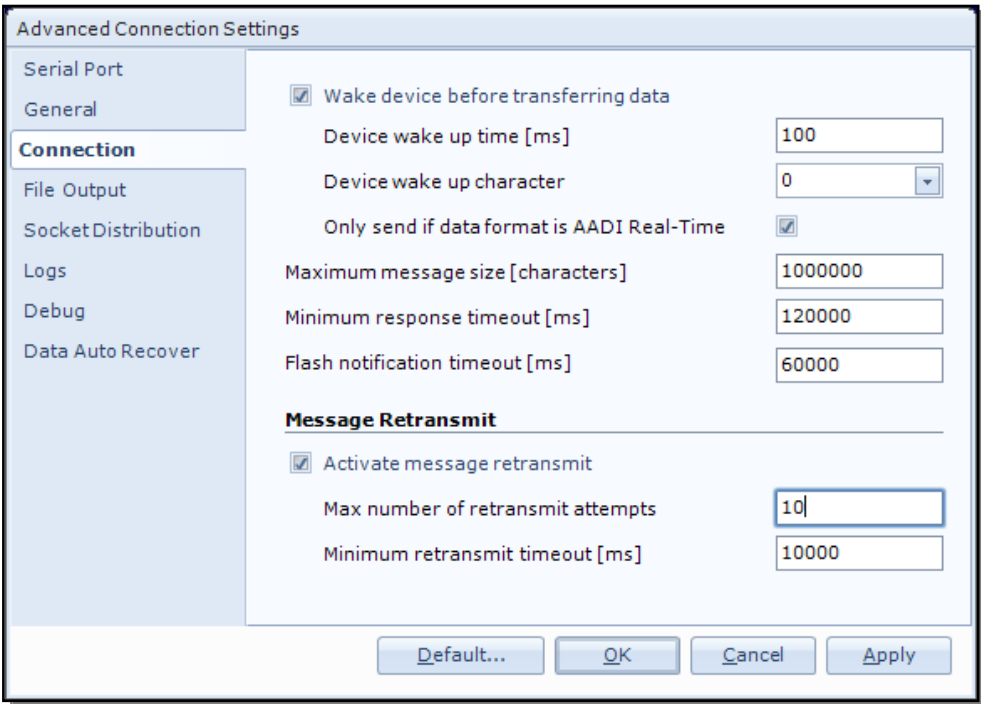 Advanced Connection Settings
Serial Port
General
Connection
File Output
Socket Distribution
Logs
Debug
Data Auto Recover
Wake device before transferring data
Device wake up time [ms] 100
Device wake up character 0
Only send if data format is AADI Real-Time
Maximum message size [characters] 1000000
Minimum response timeout [ms] 120000
Flash notification timeout [ms] 60000
Message Retransmit
Activate message retransmit
Max number of retransmit attempts 10
Minimum retransmit timeout [ms] 10000
Default... OK Cancel Apply